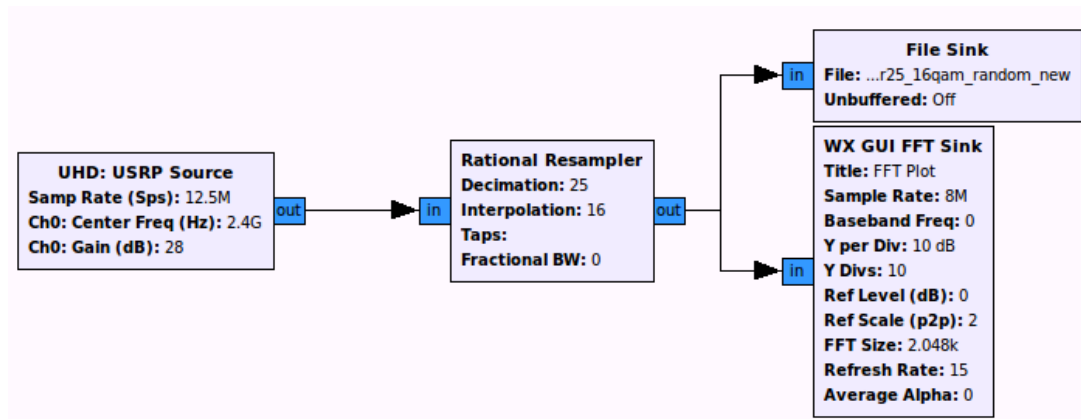 UHD: USRP Source
Samp Rate (Sps): 12.5M
Ch0: Center Freq (Hz): 2.4G
Ch0: Gain (dB): 28
out
in
Rational Resampler
Decimation: 25
Interpolation: 16
Taps:
Fractional BW: 0
out
in
File Sink
File: ...r25_16qam_random_new
Unbuffered: Off
in
WX GUI FFT Sink
Title: FFT Plot
Sample Rate: 8M
Baseband Freq: 0
Y per Div: 10 dB
Y Divs: 10
Ref Level (dB): 0
Ref Scale (p2p): 2
FFT Size: 2.048k
Refresh Rate: 15
Average Alpha: 0